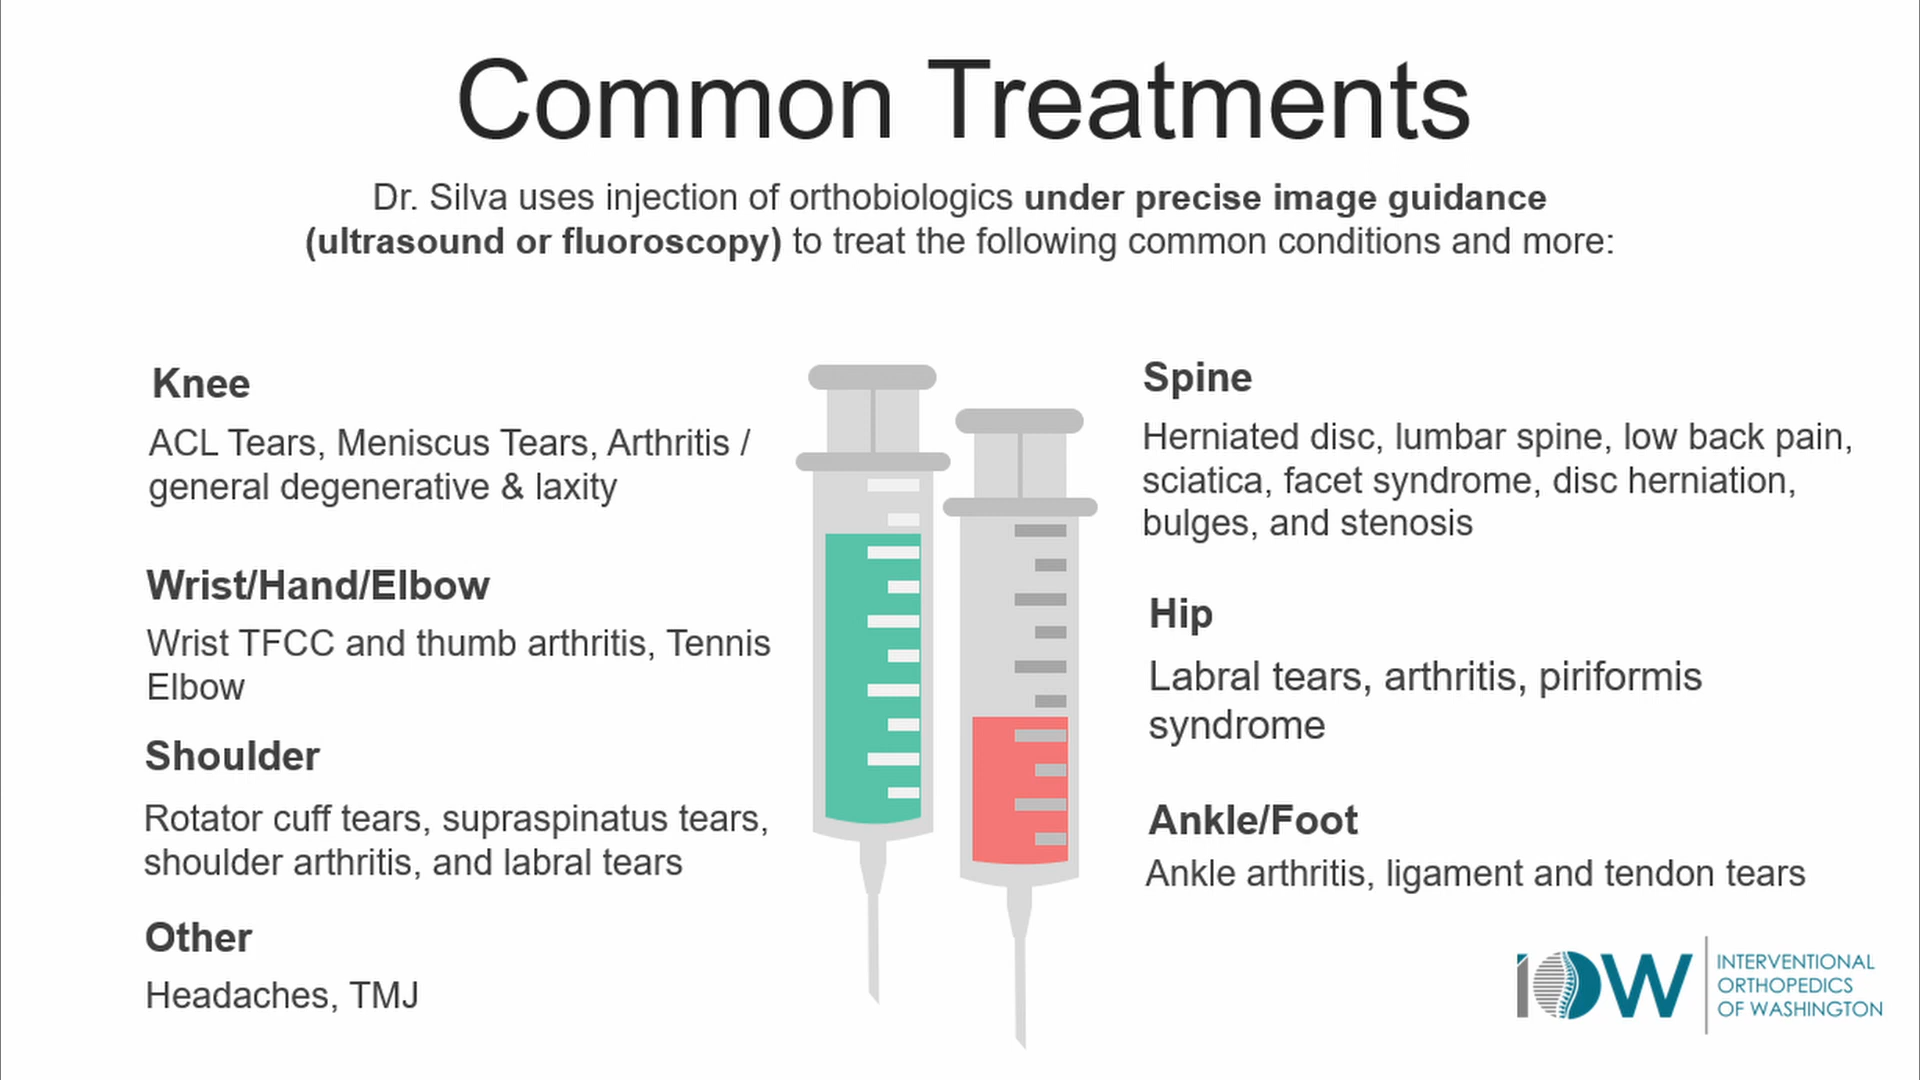 Common Treatments
Dr. Silva uses injection of orthobiologics under precise image guidance
(ultrasound or fluoroscopy) to treat the following common conditions and more:
Knee
ACL Tears, Meniscus Tears, Arthritis /
general degenerative & laxity
Wrist/Hand/Elbow
Wrist TFCC and thumb arthritis, Tennis
Elbow
Shoulder
Rotator cuff tears, supraspinatus tears,
shoulder arthritis, and labral tears
Other
Headaches, TMJ
Spine
Herniated disc, lumbar spine, low back pain,
sciatica, facet syndrome, disc herniation,
bulges, and stenosis
Hip
Labral tears, arthritis, piriformis
syndrome
Ankle/Foot
Ankle arthritis, ligament and tendon tears
IOW
INTERVENTIONAL
ORTHOPEDICS
OF WASHINGTON